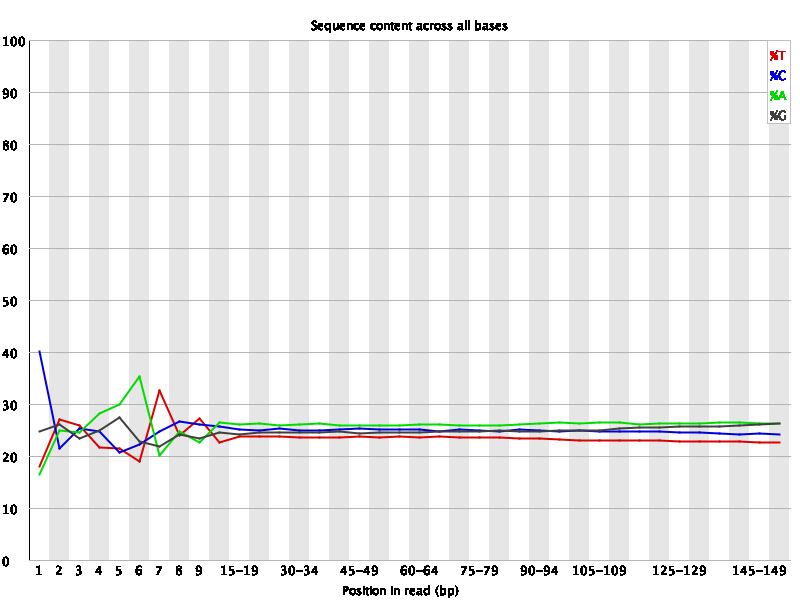 Sequence content across all bases
100
90
80
70
60
50
40
30
20
10
0
%T
%C
%A
%G
1 2 3 4 5 6 7 8 9 15-19 30-34 45-49 60-64 75-79 90-94 105-109 125-129 145-149
Position in read (bp)